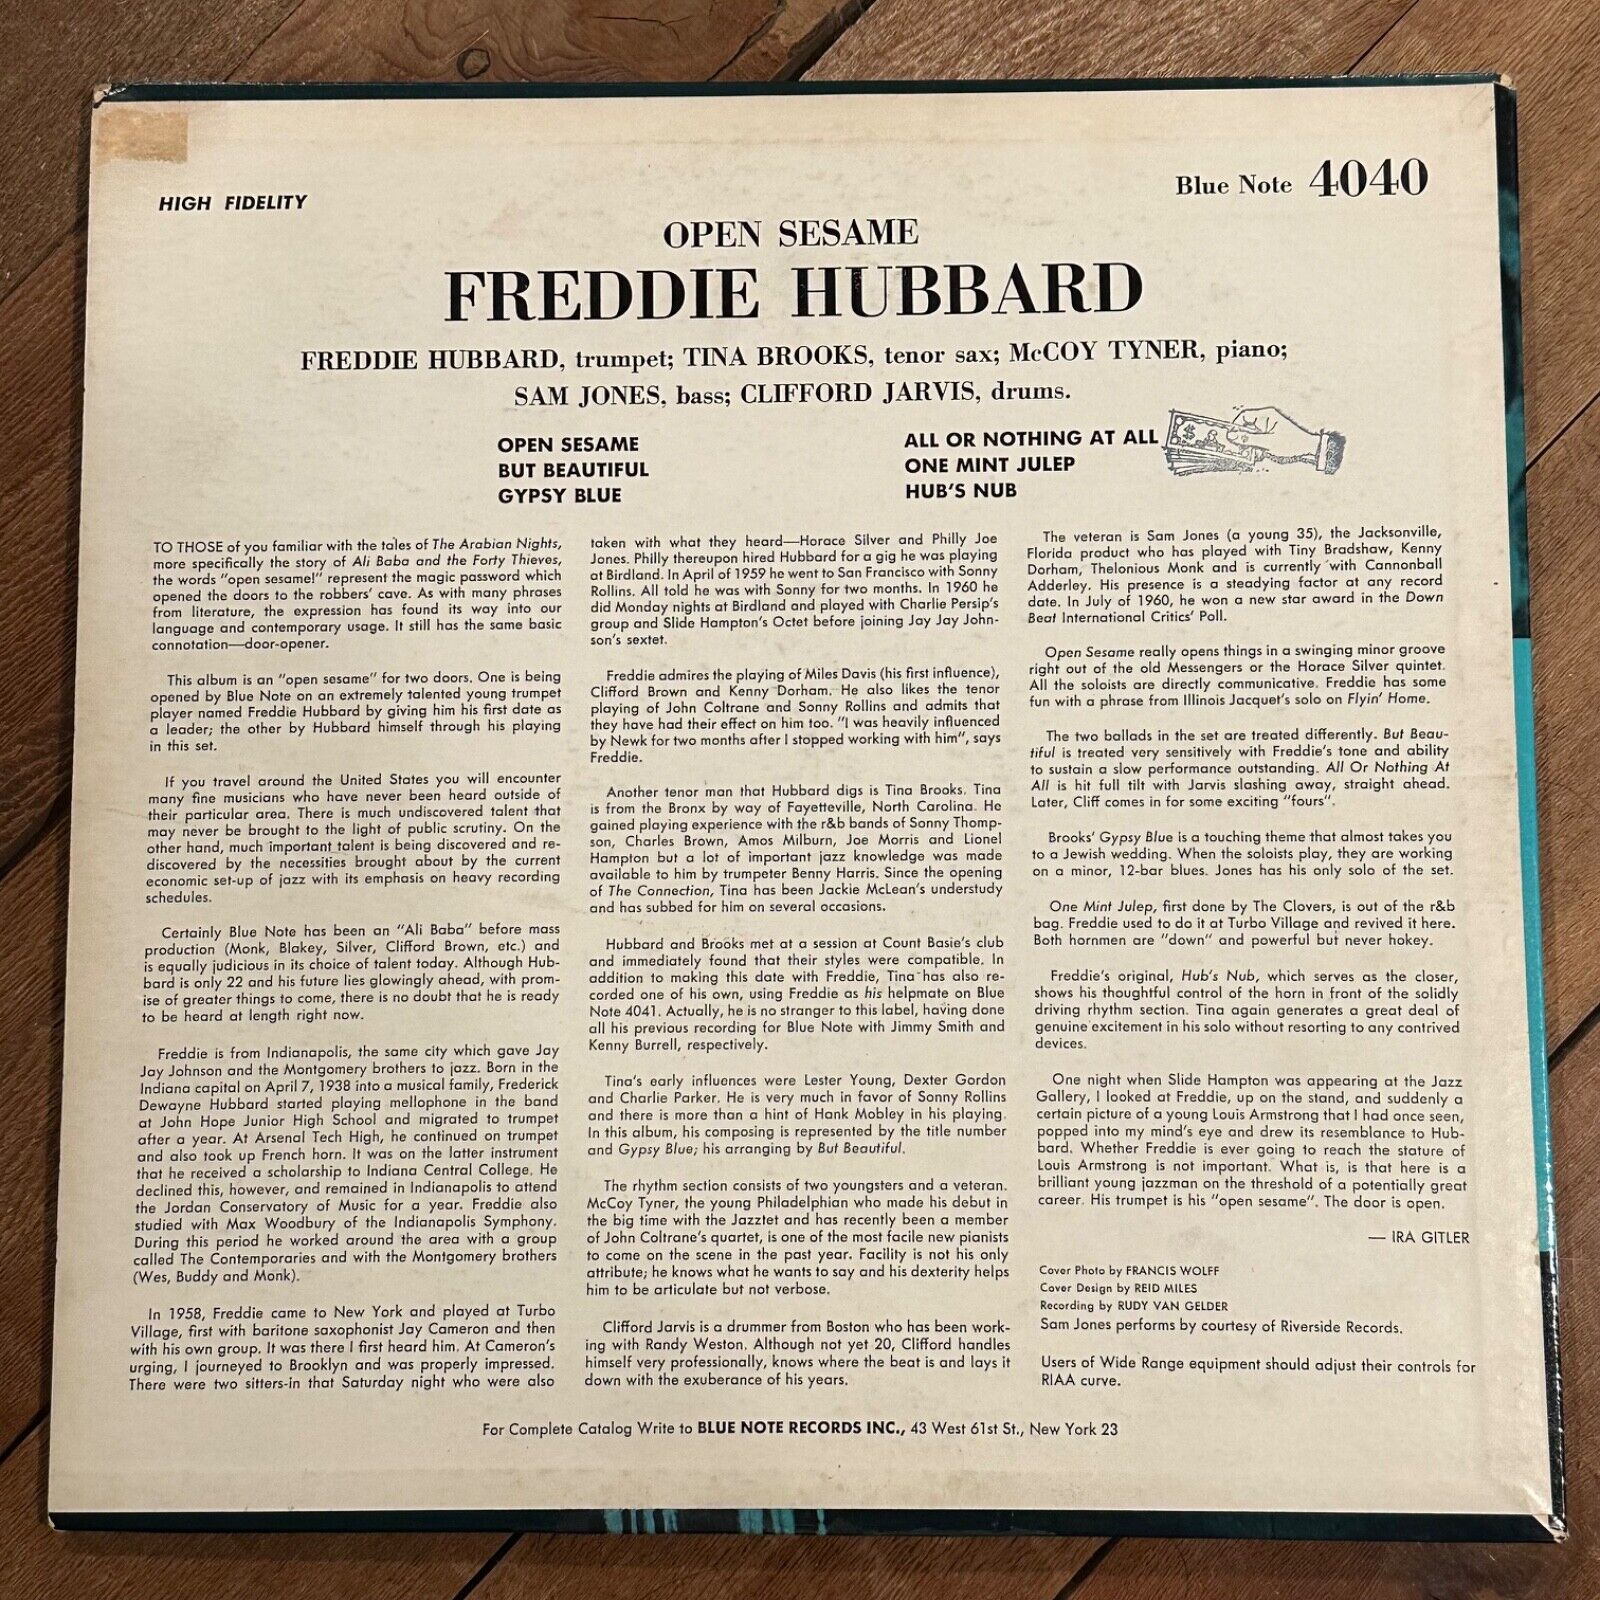 HIGH FIDELITY
Blue Note 4040
OPEN SESAME
FREDDIE HUBBARD
FREDDIE HUBBARD, trumpet; TINA BROOKS, tenor sax; McCOY TYNER, piano;
SAM JONES, bass; CLIFFORD JARVIS, drums.
OPEN SESAME
BUT BEAUTIFUL
GYPSY BLUE
ALL OR NOTHING AT ALL
ONE MINT JULEP
HUB'S NUB
TO THOSE of you familiar with the tales of The Arabian Nights,
more specifically the story of Ali Baba and the Forty Thieves,
the words "open sesame!" represent the magic password which
opened the doors to the robbers' cave. As with many phrases
from literature, the expression has found its way into our
language and contemporary usage. It still has the same basic
connotation—door-opener.
This album is an "open sesame" for two doors. One is being
opened by Blue Note on an extremely talented young trumpet
player named Freddie Hubbard by giving him his first date as
a leader; the other by Hubbard himself through his playing
in this set.
If you travel around the United States you will encounter
many fine musicians who have never been heard outside of
their particular area. There is much undiscovered talent that
may never be brought to the light of public scrutiny. On the
other hand, much important talent is being discovered and re-
discovered by the necessities brought about by the current
economic set-up of jazz with its emphasis on heavy recording
schedules.
Certainly Blue Note has been an "Ali Baba" before mass
production (Monk, Blakey, Silver, Clifford Brown, etc.) and
is equally judicious in its choice of talent today. Although Hub-
bard is only 22 and his future lies glowingly ahead, with prom-
ise of greater things to come, there is no doubt that he is ready
to be heard at length right now.
Freddie is from Indianapolis, the same city which gave Jay
Jay Johnson and the Montgomery brothers to jazz. Born in the
Indiana capital on April 7, 1938 into a musical family, Frederick
Dewayne Hubbard started playing mellophone in the band
at John Hope Junior High School and migrated to trumpet
after a year. At Arsenal Tech High, he continued on trumpet
and also took up French horn. It was on the latter instrument
that he received a scholarship to Indiana Central College. He
declined this, however, and remained in Indianapolis to attend
the Jordan Conservatory of Music for a year. Freddie also
studied with Max Woodbury of the Indianapolis Symphony.
During this period he worked around the area with a group
called The Contemporaries and with the Montgomery brothers
(Wes, Buddy and Monk).
In 1958, Freddie came to New York and played at Turbo
Village, first with baritone saxophonist Jay Cameron and then
with his own group. It was there I first heard him. At Cameron's
urging, I journeyed to Brooklyn and was properly impressed.
There were two sitters-in that Saturday night who were also
taken with what they heard—Horace Silver and Philly Joe
Jones. Philly thereupon hired Hubbard for a gig he was playing
at Birdland. In April of 1959 he went to San Francisco with Sonny
Rollins. All told he was with Sonny for two months. In 1960 he
did Monday nights at Birdland and played with Charlie Persip's
group and Slide Hampton's Octet before joining Jay Jay John-
son's sextet.
Freddie admires the playing of Miles Davis (his first influence),
Clifford Brown and Kenny Dorham. He also likes the tenor
playing of John Coltrane and Sonny Rollins and admits that
they have had their effect on him too. "I was heavily influenced
by Newk for two months after I stopped working with him", says
Freddie.
Another tenor man that Hubbard digs is Tina Brooks. Tina
is from the Bronx by way of Fayetteville, North Carolina. He
gained playing experience with the r&b bands of Sonny Thomp-
son, Charles Brown, Amos Milburn, Joe Morris and Lionel
Hampton but a lot of important jazz knowledge was made
available to him by trumpeter Benny Harris. Since the opening
of The Connection, Tina has been Jackie McLean's understudy
and has subbed for him on several occasions.
Hubbard and Brooks met at a session at Count Basie's club
and immediately found that their styles were compatible. In
addition to making this date with Freddie, Tina has also re-
corded one of his own, using Freddie as his helpmate on Blue
Note 4041. Actually, he is no stranger to this label, having done
all his previous recording for Blue Note with Jimmy Smith and
Kenny Burrell, respectively.
Tina's early influences were Lester Young, Dexter Gordon
and Charlie Parker. He is very much in favor of Sonny Rollins
and there is more than a hint of Hank Mobley in his playing.
In this album, his composing is represented by the title number
and Gypsy Blue; his arranging by But Beautiful.
The rhythm section consists of two youngsters and a veteran.
McCoy Tyner, the young Philadelphian who made his debut in
the big time with the Jazztet and has recently been a member
of John Coltrane's quartet, is one of the most facile new pianists
to come on the scene in the past year. Facility is not his only
attribute; he knows what he wants to say and his dexterity helps
him to be articulate but not verbose.
Clifford Jarvis is a drummer from Boston who has been work-
ing with Randy Weston. Although not yet 20, Clifford handles
himself very professionally, knows where the beat is and lays it
down with the exuberance of his years.
The veteran is Sam Jones (a young 35), the Jacksonville,
Florida product who has played with Tiny Bradshaw, Kenny
Dorham, Thelonious Monk and is currently with Cannonball
Adderley. His presence is a steadying factor at any record
date. In July of 1960, he won a new star award in the Down
Beat International Critics' Poll.
Open Sesame really opens things in a swinging minor groove
right out of the old Messengers or the Horace Silver quintet.
All the soloists are directly communicative. Freddie has some
fun with a phrase from Illinois Jacquet's solo on Flyin' Home.
The two ballads in the set are treated differently. But Beau-
tiful is treated very sensitively with Freddie's tone and ability
to sustain a slow performance outstanding. All Or Nothing At
All is hit full tilt with Jarvis slashing away, straight ahead.
Later, Cliff comes in for some exciting "fours".
Brooks' Gypsy Blue is a touching theme that almost takes you
to a Jewish wedding. When the soloists play, they are working
on a minor, 12-bar blues. Jones has his only solo of the set.
One Mint Julep, first done by The Clovers, is out of the r&b
bag. Freddie used to do it at Turbo Village and revived it here.
Both hornmen are "down" and powerful but never hokey.
Freddie's original, Hub's Nub, which serves as the closer,
shows his thoughtful control of the horn in front of the solidly
driving rhythm section. Tina again generates a great deal of
genuine excitement in his solo without resorting to any contrived
devices.
One night when Slide Hampton was appearing at the Jazz
Gallery, I looked at Freddie, up on the stand, and suddenly a
certain picture of a young Louis Armstrong that I had once seen,
popped into my mind's eye and drew its resemblance to Hub-
bard. Whether Freddie is ever going to reach the stature of
Louis Armstrong is not important. What is, is that here is a
brilliant young jazzman on the threshold of a potentially great
career. His trumpet is his "open sesame". The door is open.
— IRA GITLER
Cover Photo by FRANCIS WOLFF
Cover Design by REID MILES
Recording by RUDY VAN GELDER
Sam Jones performs by courtesy of Riverside Records.
Users of Wide Range equipment should adjust their controls for
RIAA curve.
For Complete Catalog Write to BLUE NOTE RECORDS INC., 43 West 61st St., New York 23